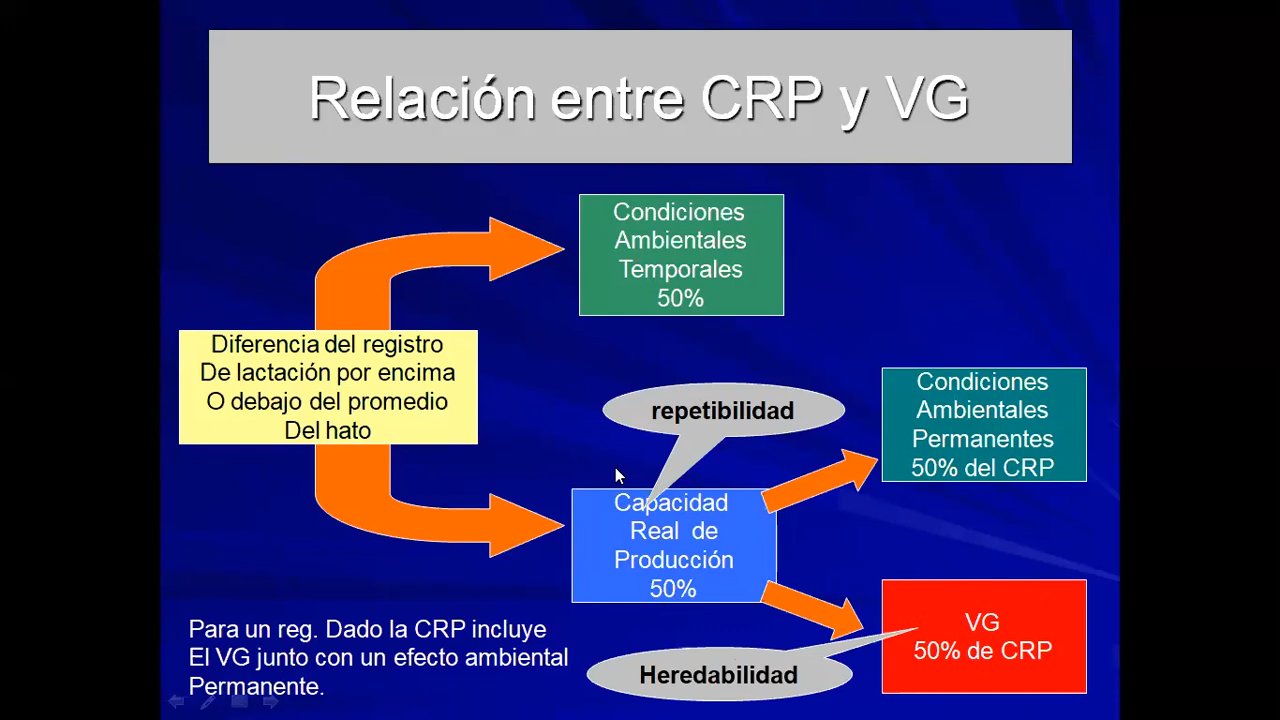 Relación entre CRP y VG
Condiciones
Ambientales
Temporales
50%
Diferencia del registro
De lactación por encima
O debajo del promedio
Del hato
repetibilidad
Condiciones
Ambientales
Permanentes
50% del CRP
Capacidad
Real de
Producción
50%
VG
50% de CRP
Heredabilidad
Para un reg. Dado la CRP incluye
El VG junto con un efecto ambiental
Permanente.